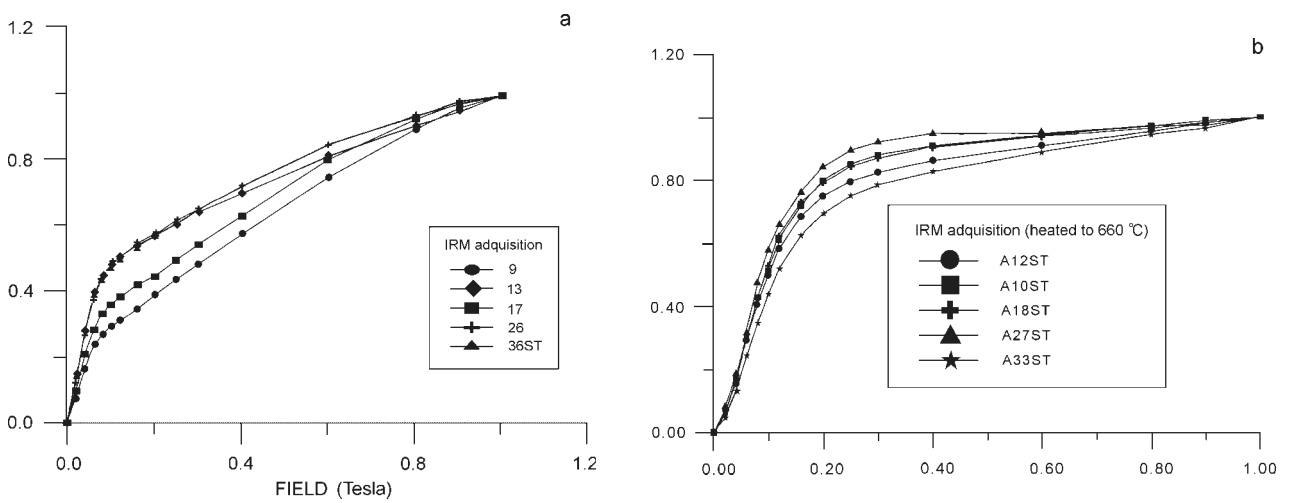 a
1.2
0.8
0.4
0.0
0.0 0.4 0.8 1.2
FIELD (Tesla)
IRM adquisition
9
13
17
26
36ST
b
1.20
0.80
0.40
0.00
0.00 0.20 0.40 0.60 0.80 1.00
IRM adquisition (heated to 660 °C)
A12ST
A10ST
A18ST
A27ST
A33ST